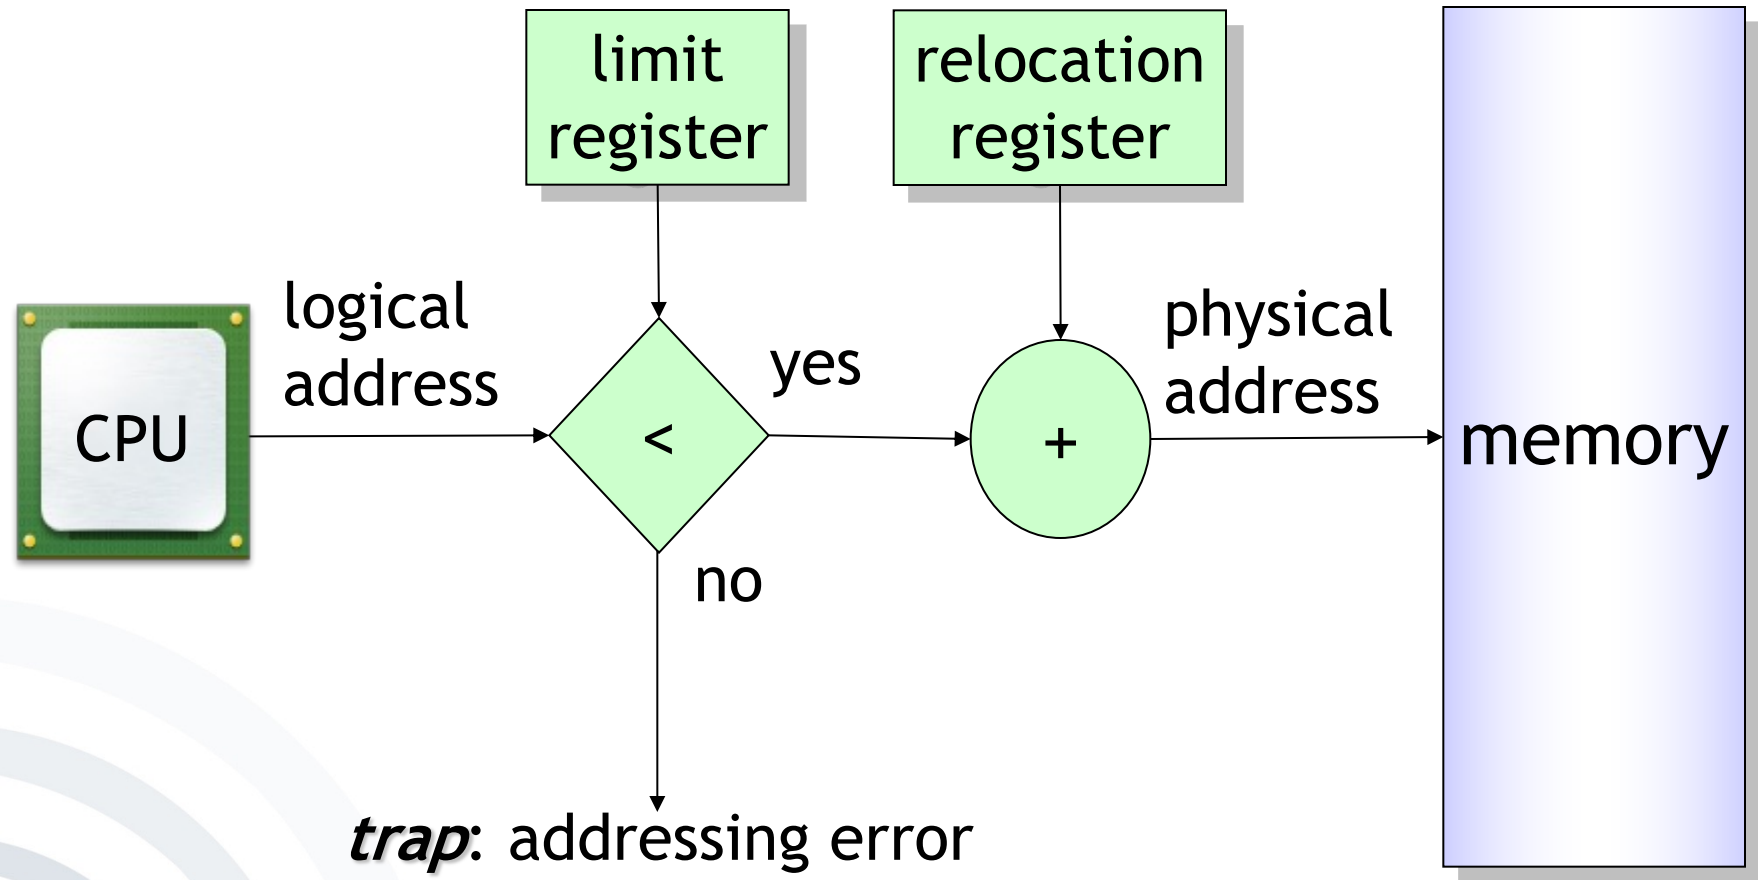 limit
register
relocation
register
logical
address
CPU
<
yes
no
+
physical
address
memory
trap: addressing error